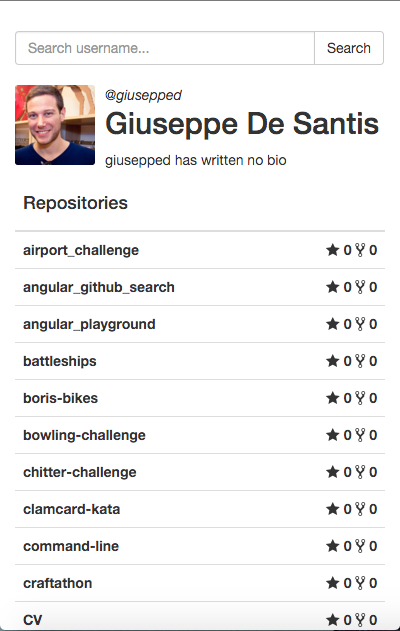 Search username... Search
@giusepped
Giuseppe De Santis
giusepped has written no bio
Repositories
airport_challenge 0 0
angular_github_search 0 0
angular_playground 0 0
battleships 0 0
boris-bikes 0 0
bowling-challenge 0 0
chitter-challenge 0 0
clamcard-kata 0 0
command-line 0 0
craftathon 0 0
CV 0 0